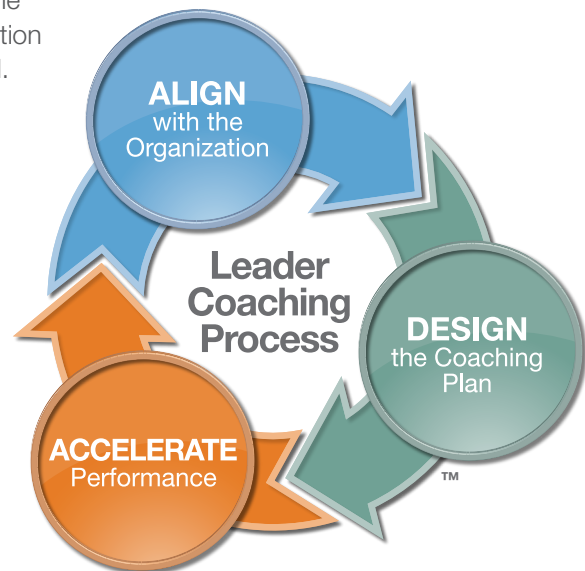 ALIGN
with the
Organization
Leader
Coaching
Process
DESIGN
the Coaching
Plan
ACCELERATE
Performance
™